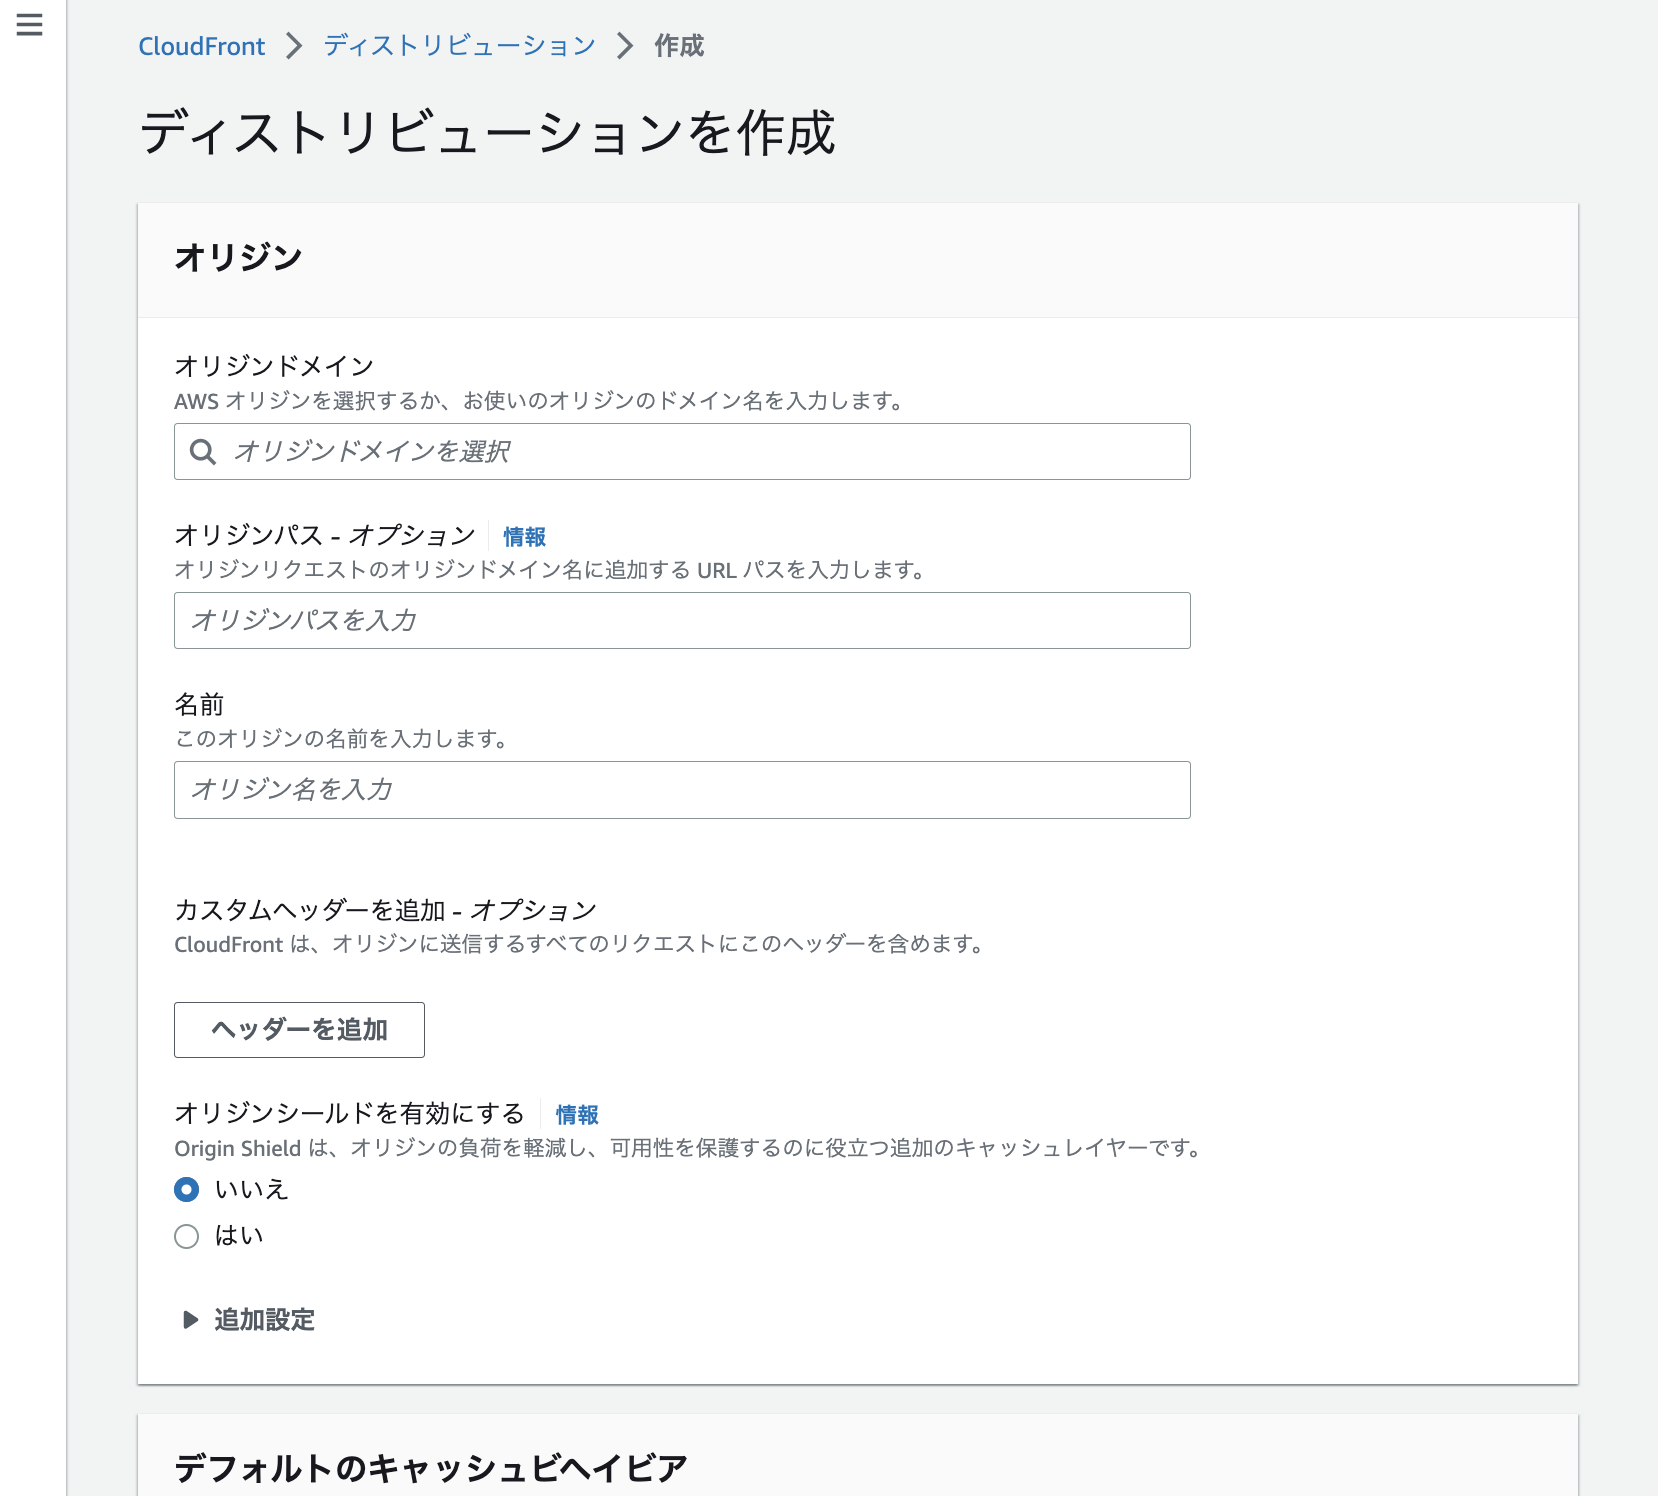 CloudFront ディストリビューション 作成
ディストリビューションを作成
オリジン
オリジンドメイン
AWS オリジンを選択するか、お使いのオリジンのドメイン名を入力します。
オリジンドメインを選択
オリジンパス - オプション 情報
オリジンリクエストのオリジンドメイン名に追加する URL パスを入力します。
オリジンパスを入力
名前
このオリジンの名前を入力します。
オリジン名を入力
カスタムヘッダーを追加 - オプション
CloudFront は、オリジンに送信するすべてのリクエストにこのヘッダーを含めます。
ヘッダーを追加
オリジンシールドを有効にする 情報
Origin Shield は、オリジンの負荷を軽減し、可用性を保護するのに役立つ追加のキャッシュレイヤーです。
いいえ
はい
追加設定
デフォルトのキャッシュビヘイビア